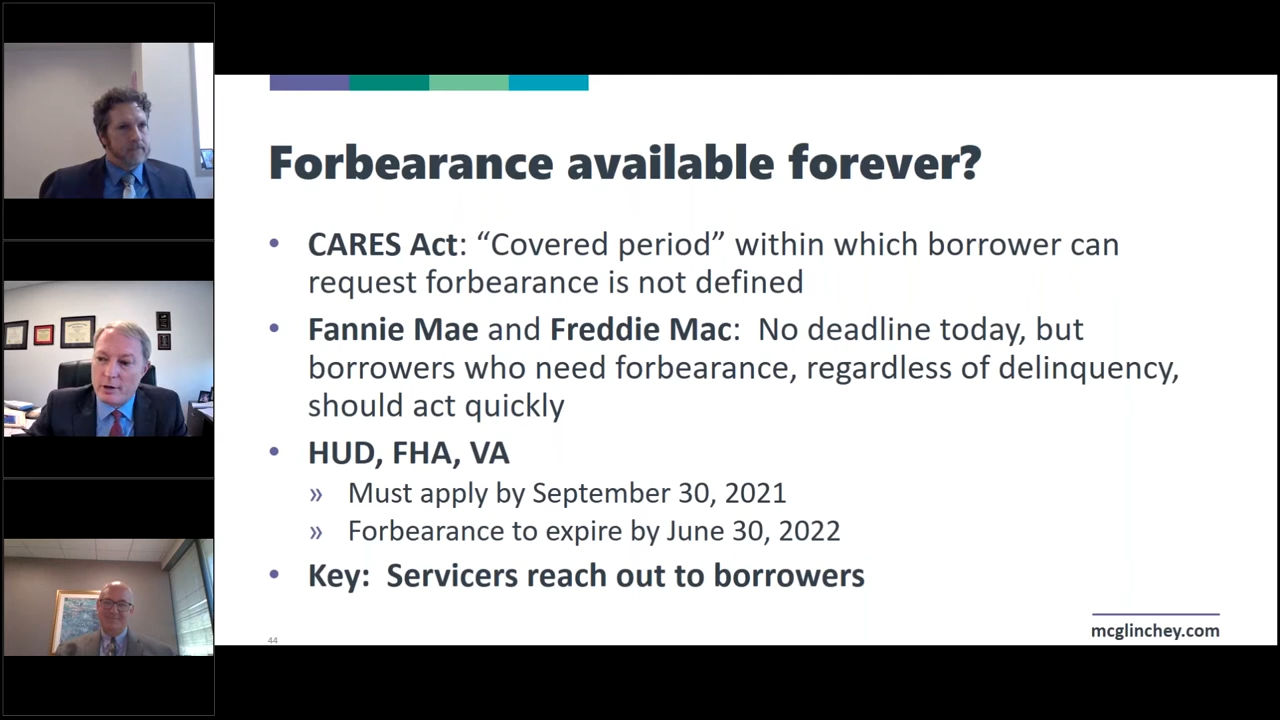 Forbearance available forever?
• CARES Act: “Covered period” within which borrower can
request forbearance is not defined
• Fannie Mae and Freddie Mac:  No deadline today, but
borrowers who need forbearance, regardless of delinquency,
should act quickly
• HUD, FHA, VA
» Must apply by September 30, 2021
» Forbearance to expire by June 30, 2022
• Key:  Servicers reach out to borrowers
44
mcglinchey.com